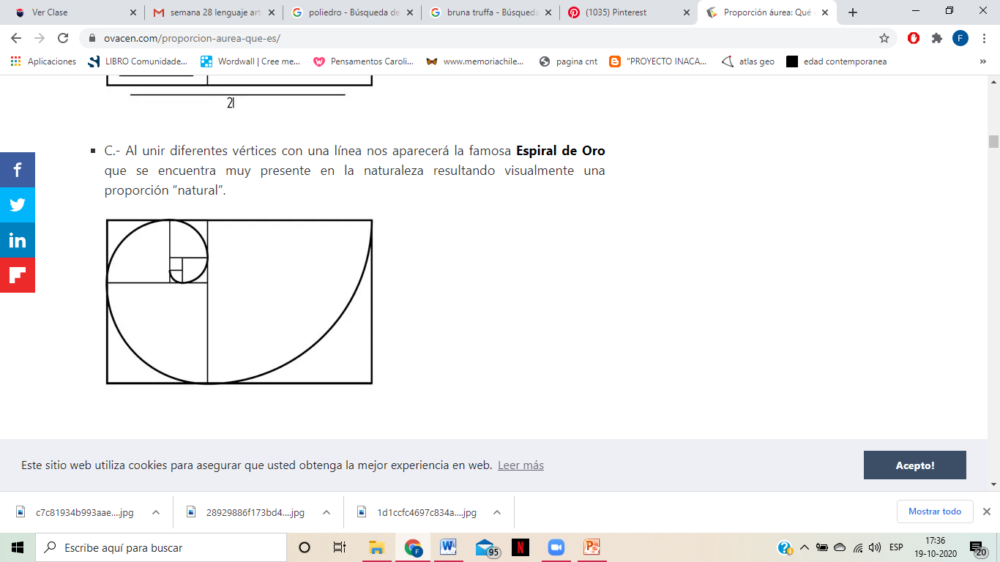 Ver Clase
semana 28 lenguaje art
poliedro - Búsqueda de
bruna truffa - Búsqueda
(1035) Pinterest
Proporción áurea: Qué
ovacen.com/proporcion-aurea-que-es/
F
Aplicaciones
LIBRO Comunidade...
Wordwall | Cree me...
Pensamentos Caroli...
www.memoriachile...
pagina cnt
"PROYECTO INACA...
atlas geo
edad contemporanea
»
2l
C.- Al unir diferentes vértices con una línea nos aparecerá la famosa Espiral de Oro
que se encuentra muy presente en la naturaleza resultando visualmente una
proporción “natural”.
Este sitio web utiliza cookies para asegurar que usted obtenga la mejor experiencia en web. Leer más
Acepto!
c7c81934b993aae....jpg
28929886f173bd4....jpg
1d1ccfc4697c834a....jpg
Mostrar todo
Escribe aquí para buscar
95
ESP
17:36
19-10-2020
20